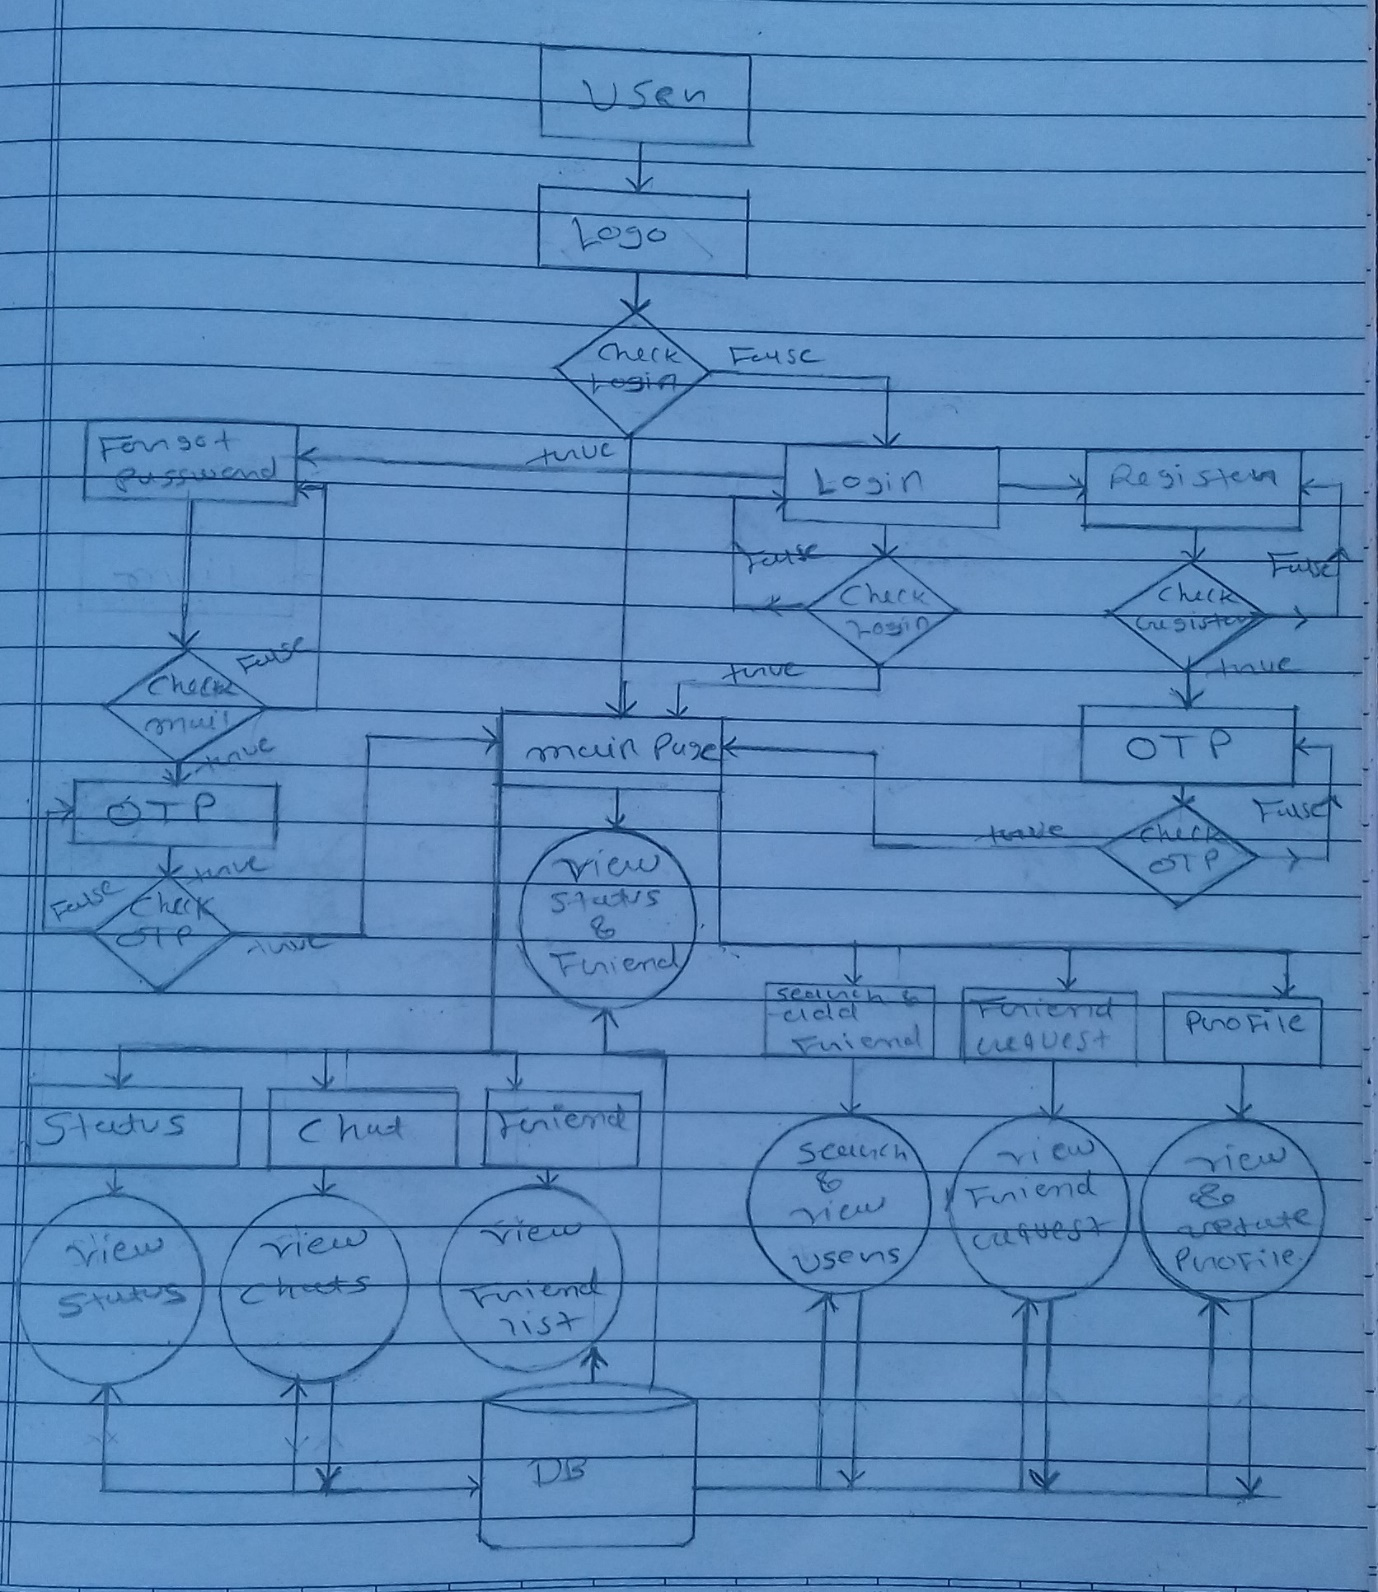 User
Logo
Check
Login
False
Forgot
Password
true
Login
Register
False
Check
Login
False
Check
register
true
true
False
Check
mail
true
main Page
OTP
OTP
true
False
Check
OTP
true
true
False
Check
OTP
view
status
&
Friend
search &
add
Friend
Friend
request
Profile
Status
Chat
Friend
search
&
view
users
view
Friend
request
view
&
update
Profile
view
status
view
Chats
view
Friend
list
DB